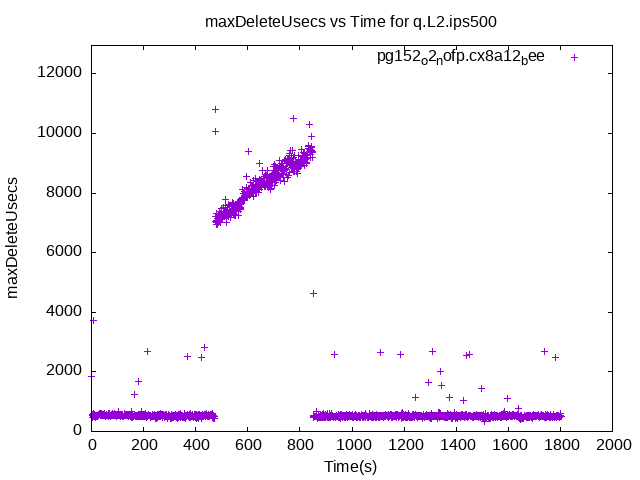 maxDeleteUsecs vs Time for q.L2.ips500
pg152o2nofp.cx8a12bee
12000
10000
8000
6000
4000
2000
0
maxDeleteUsecs
0 200 400 600 800 1000 1200 1400 1600 1800 2000
Time(s)